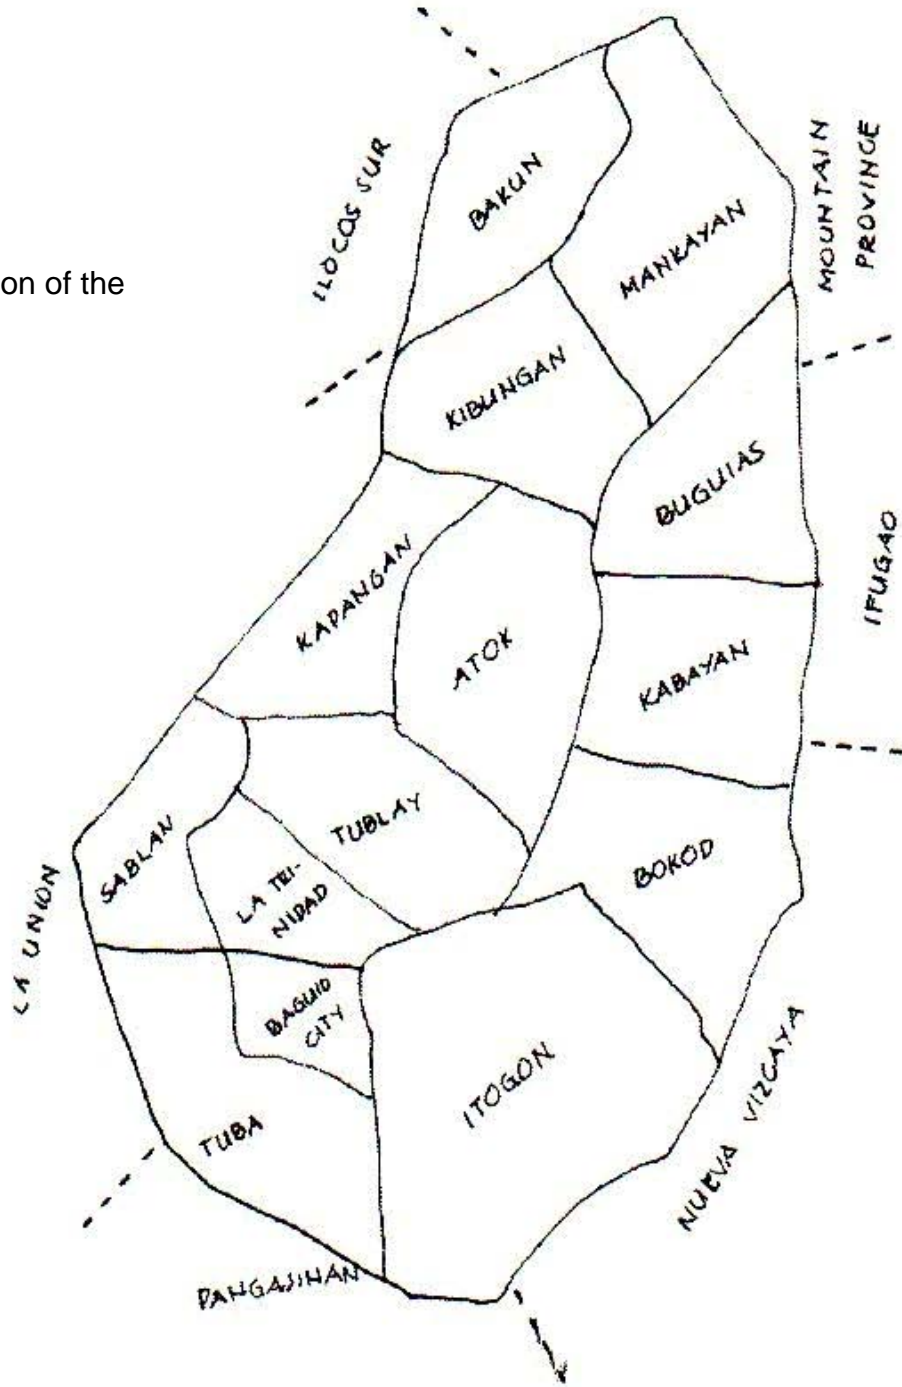 ILOCOS SUR
BAKUN
MANKAYAN
MOUNTAIN
PROVINCE
on of the
KIBUNGAN
BUGUIAS
IFUGAO
KAPANGAN
ATOK
KABAYAN
SABLAN
TUBLAY
LA TRI-
NIDAD
BOKOD
LA UNION
BAGUIO
CITY
ITOGON
TUBA
NUEVA VIZCAYA
PANGASINAN